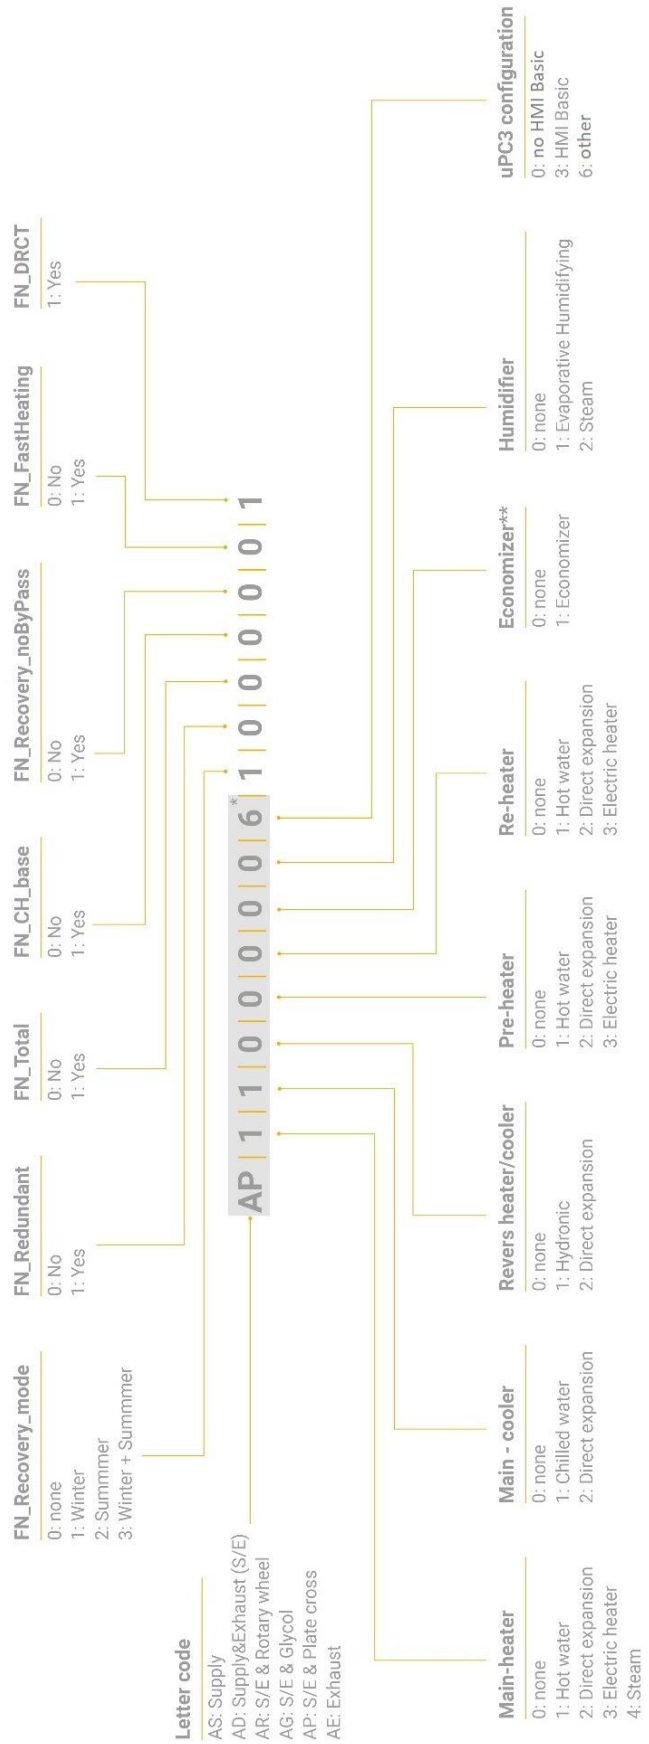 FN_Recovery_mode
0: none
1: Winter
2: Summmer
3: Winter + Summmer
FN_Redundant
0: No
1: Yes
FN_Total
0: No
1: Yes
FN_CH_base
0: No
1: Yes
FN_Recovery_noByPass
0: No
1: Yes
FN_FastHeating
0: No
1: Yes
FN_DRCT
1: Yes
Letter code
AS: Supply
AD: Supply&Exhaust (S/E)
AR: S/E & Rotary wheel
AG: S/E & Glycol
AP: S/E & Plate cross
AE: Exhaust
AP | 1 | 1 | 0 | 0 | 0 | 0 | 0 | 6* | 1 | 0 | 0 | 0 | 0 | 0 | 1
Main-heater
0: none
1: Hot water
2: Direct expansion
3: Electric heater
4: Steam
Main - cooler
0: none
1: Chilled water
2: Direct expansion
Revers heater/cooler
0: none
1: Hydronic
2: Direct expansion
Pre-heater
0: none
1: Hot water
2: Direct expansion
3: Electric heater
Re-heater
0: none
1: Hot water
2: Direct expansion
3: Electric heater
Economizer**
0: none
1: Economizer
Humidifier
0: none
1: Evaporative Humidifying
2: Steam
uPC3 configuration
0: no HMI Basic
3: HMI Basic
6: other